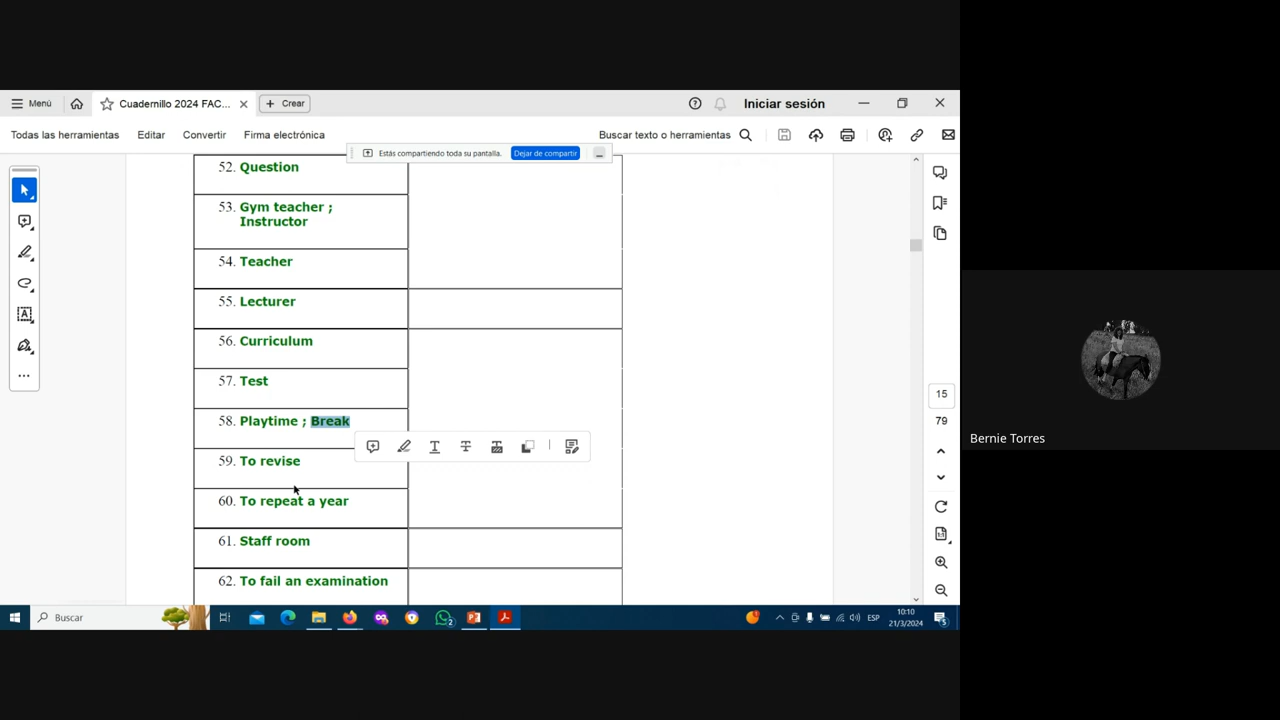 Menú
Cuadernillo 2024 FAC...
Crear
Iniciar sesión
Todas las herramientas
Editar
Convertir
Firma electrónica
Buscar texto o herramientas
Estás compartiendo toda su pantalla.
Dejar de compartir
52. Question
53. Gym teacher ;
Instructor
54. Teacher
55. Lecturer
56. Curriculum
57. Test
58. Playtime ; Break
59. To revise
60. To repeat a year
61. Staff room
62. To fail an examination
15
79
Bernie Torres
Buscar
2
ESP
10:10
21/3/2024
5